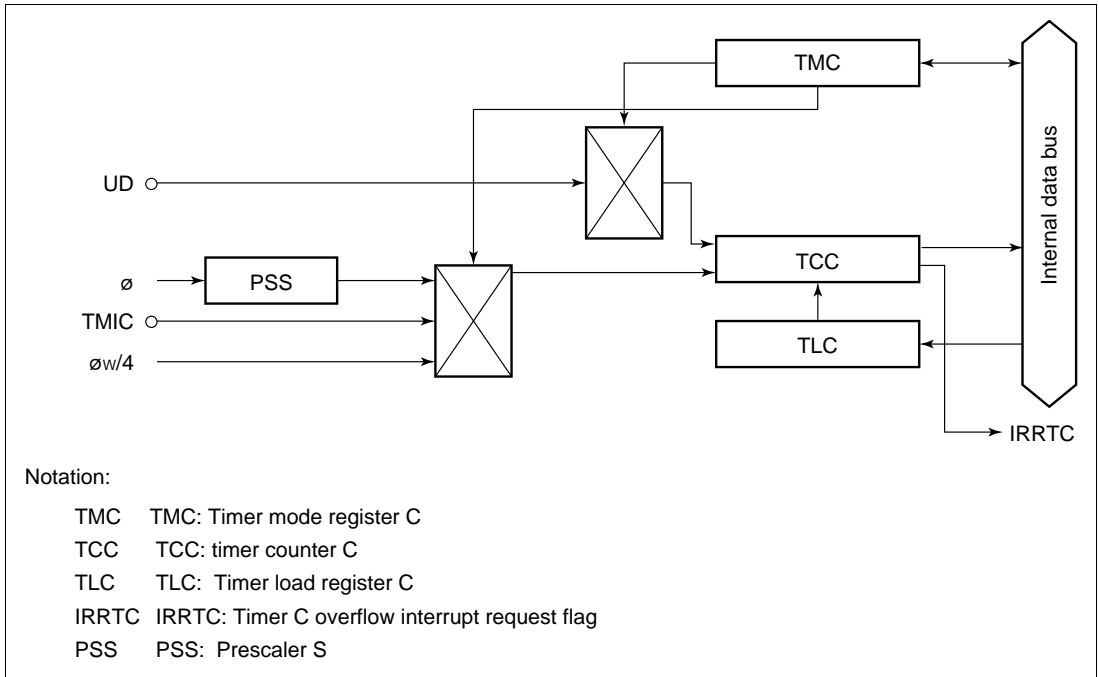 TMC
Internal data bus
UD
TCC
ø
PSS
TMIC
TLC
øw/4
IRRTC
Notation:
TMC TMC: Timer mode register C
TCC TCC: timer counter C
TLC TLC: Timer load register C
IRRTC IRRTC: Timer C overflow interrupt request flag
PSS PSS: Prescaler S